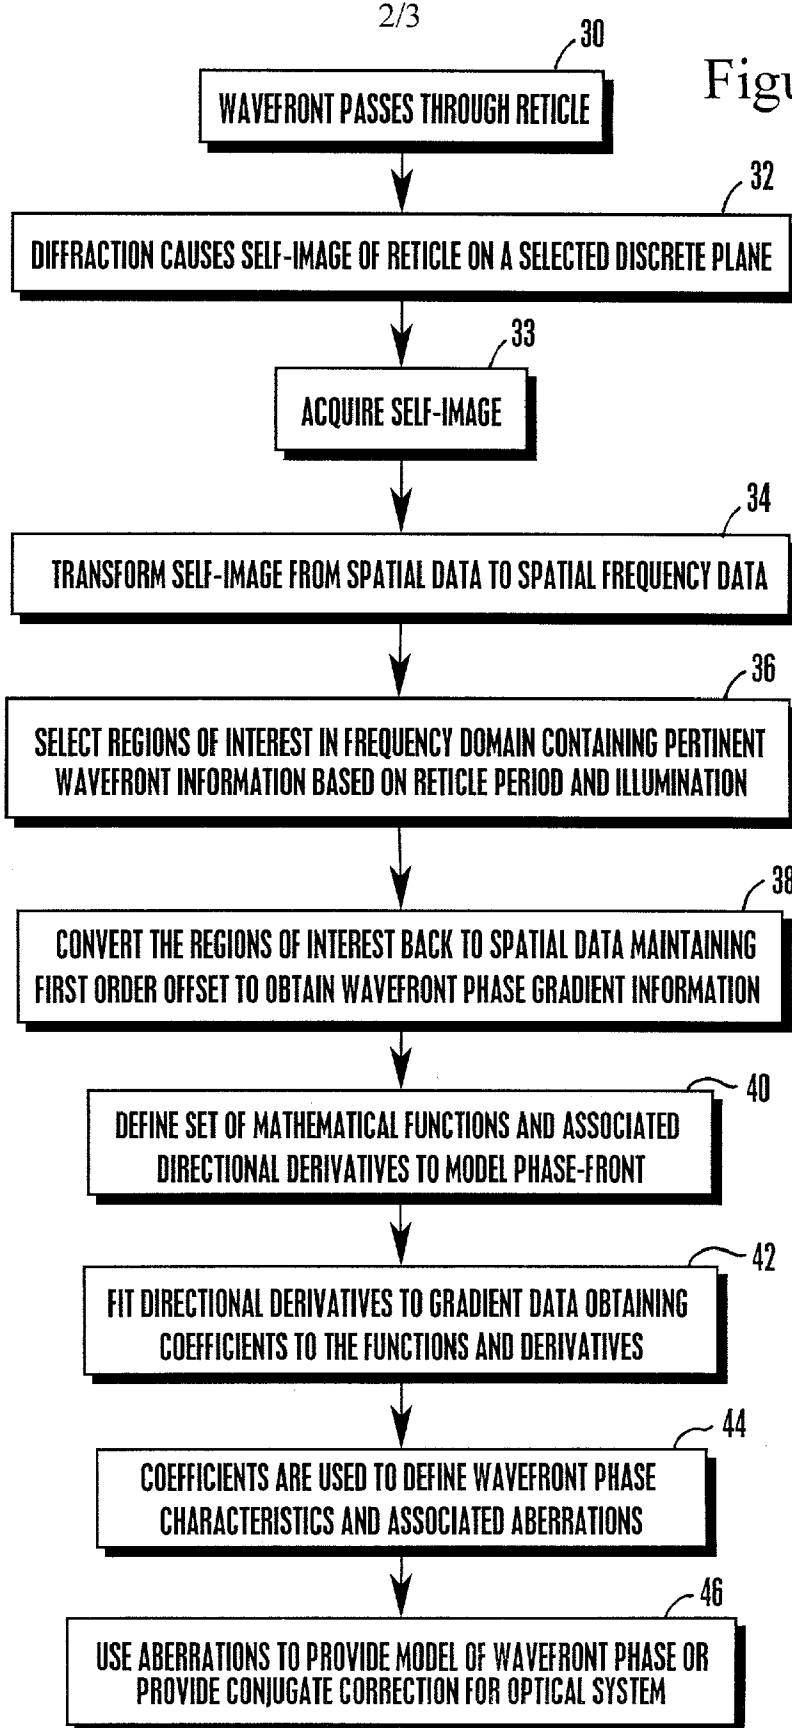 2/3
30
WAVEFRONT PASSES THROUGH RETICLE
32
DIFFRACTION CAUSES SELF-IMAGE OF RETICLE ON A SELECTED DISCRETE PLANE
33
ACQUIRE SELF-IMAGE
34
TRANSFORM SELF-IMAGE FROM SPATIAL DATA TO SPATIAL FREQUENCY DATA
36
SELECT REGIONS OF INTEREST IN FREQUENCY DOMAIN CONTAINING PERTINENT
WAVEFRONT INFORMATION BASED ON RETICLE PERIOD AND ILLUMINATION
38
CONVERT THE REGIONS OF INTEREST BACK TO SPATIAL DATA MAINTAINING
FIRST ORDER OFFSET TO OBTAIN WAVEFRONT PHASE GRADIENT INFORMATION
40
DEFINE SET OF MATHEMATICAL FUNCTIONS AND ASSOCIATED
DIRECTIONAL DERIVATIVES TO MODEL PHASE-FRONT
42
FIT DIRECTIONAL DERIVATIVES TO GRADIENT DATA OBTAINING
COEFFICIENTS TO THE FUNCTIONS AND DERIVATIVES
44
COEFFICIENTS ARE USED TO DEFINE WAVEFRONT PHASE
CHARACTERISTICS AND ASSOCIATED ABERRATIONS
46
USE ABERRATIONS TO PROVIDE MODEL OF WAVEFRONT PHASE OR
PROVIDE CONJUGATE CORRECTION FOR OPTICAL SYSTEM